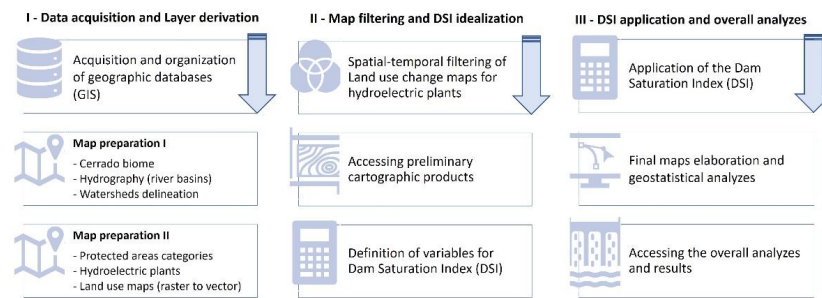 I - Data acquisition and Layer derivation
Acquisition and organization
of geographic databases
(GIS)
Map preparation I
- Cerrado biome
- Hydrography (river basins)
- Watersheds delineation
Map preparation II
- Protected areas categories
- Hydroelectric plants
- Land use maps (raster to vector)
II - Map filtering and DSI idealization
Spatial-temporal filtering of
Land use change maps for
hydroelectric plants
Accessing preliminary
cartographic products
Definition of variables for
Dam Saturation Index (DSI)
III - DSI application and overall analyzes
Application of the Dam
Saturation Index (DSI)
Final maps elaboration and
geostatistical analyzes
Accessing the overall analyzes
and results